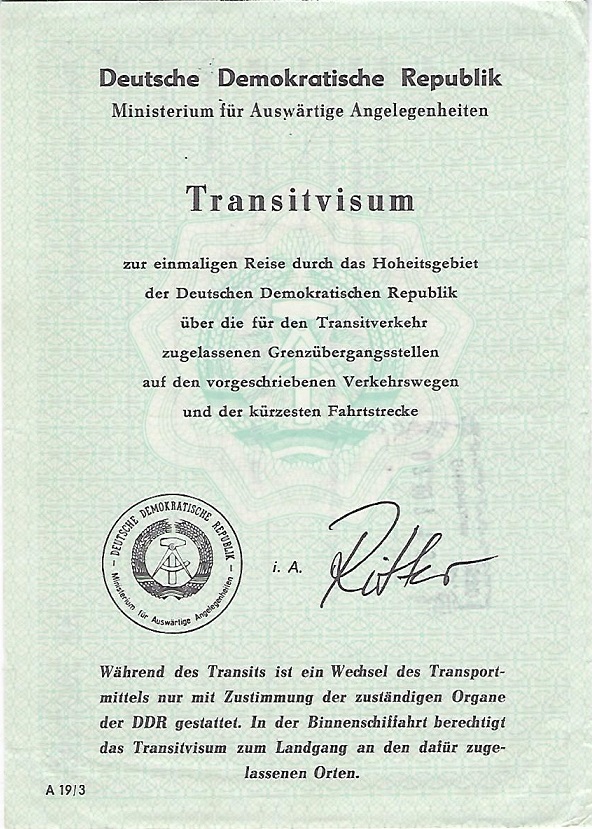 Deutsche Demokratische Republik
Ministerium für Auswärtige Angelegenheiten
Transitvisum
zur einmaligen Reise durch das Hoheitsgebiet
der Deutschen Demokratischen Republik
über die für den Transitverkehr
zugelassenen Grenzübergangsstellen
auf den vorgeschriebenen Verkehrswegen
und der kürzesten Fahrtstrecke
DEUTSCHE DEMOKRATISCHE REPUBLIK
Ministerium für Auswärtige Angelegenheiten
i. A. Ritter
Während des Transits ist ein Wechsel des Transport-
mittels nur mit Zustimmung der zuständigen Organe
der DDR gestattet. In der Binnenschiffahrt berechtigt
das Transitvisum zum Landgang an den dafür zuge-
lassenen Orten.
A 19/3